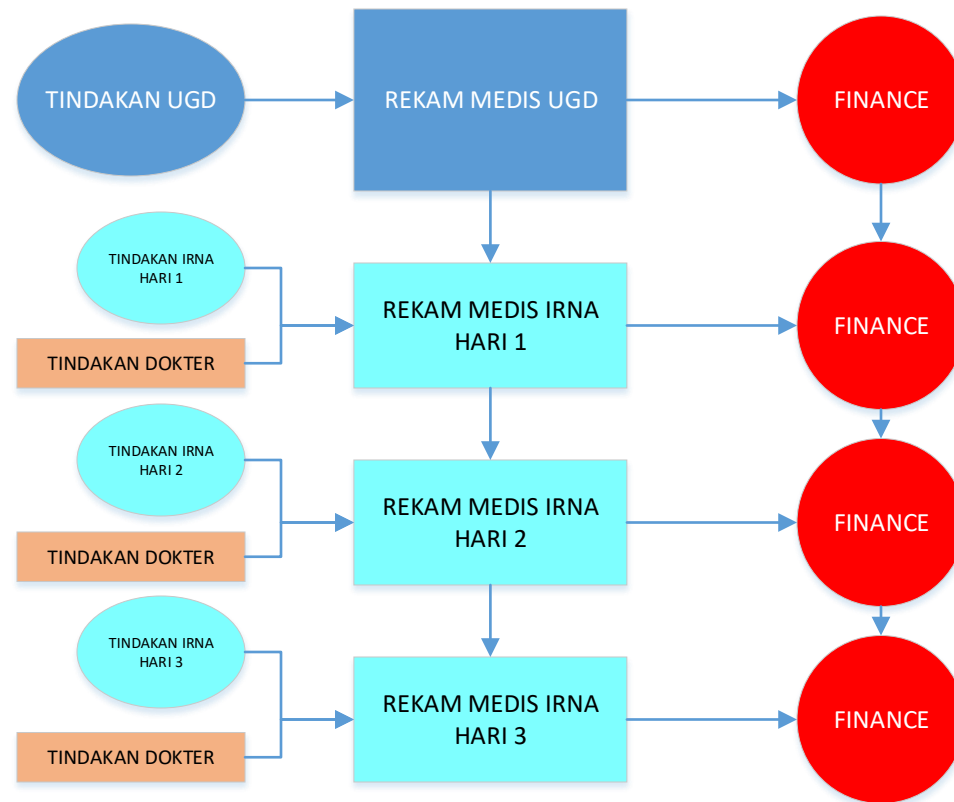 TINDAKAN UGD
REKAM MEDIS UGD
FINANCE
TINDAKAN IRNA
HARI 1
REKAM MEDIS IRNA
HARI 1
FINANCE
TINDAKAN DOKTER
TINDAKAN IRNA
HARI 2
REKAM MEDIS IRNA
HARI 2
FINANCE
TINDAKAN DOKTER
TINDAKAN IRNA
HARI 3
REKAM MEDIS IRNA
HARI 3
FINANCE
TINDAKAN DOKTER